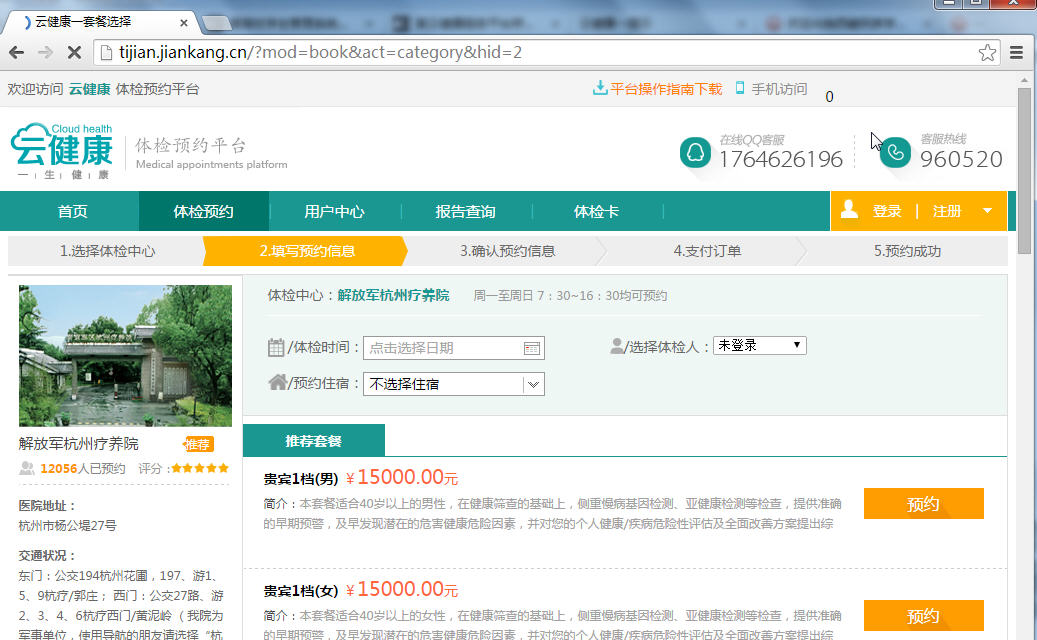 云健康一套餐选择
tijian.jiankang.cn/?mod=book&act=category&hid=2
欢迎访问 云健康 体检预约平台
平台操作指南下载 手机访问 0
Cloud health
云健康
一生健康
体检预约平台
Medical appointments platform
在线QQ客服
1764626196
客服热线
960520
首页 体检预约 用户中心 报告查询 体检卡 登录 | 注册
1.选择体检中心 2.填写预约信息 3.确认预约信息 4.支付订单 5.预约成功
体检中心：解放军杭州疗养院 周一至周日 7：30~16：30均可预约
/体检时间： 点击选择日期 /选择体检人： 未登录
/预约住宿： 不选择住宿
解放军杭州疗养院 推荐
12056人已预约 评分：
医院地址：
杭州市杨公堤27号
交通状况：
东门：公交194杭州花圃，197、游1、
5、9杭疗/郭庄； 西门：公交27路、游
2、3、4、6杭疗西门/黄泥岭（我院为
军事单位，使用导航的朋友请选择“杭
推荐套餐
贵宾1档(男) ￥15000.00元
简介：本套餐适合40岁以上的男性，在健康筛查的基础上，侧重慢病基因检测、亚健康检测等检查，提供准确
的早期预警，及早发现潜在的危害健康危险因素，并对您的个人健康/疾病危险性评估及全面改善方案提出综
预约
贵宾1档(女) ￥15000.00元
简介：本套餐适合40岁以上的女性，在健康筛查的基础上，侧重慢病基因检测、亚健康检测等检查，提供准确
的早期预警，及早发现潜在的危害健康危险因素，并对您的个人健康/疾病危险性评估及全面改善方案提出综
预约